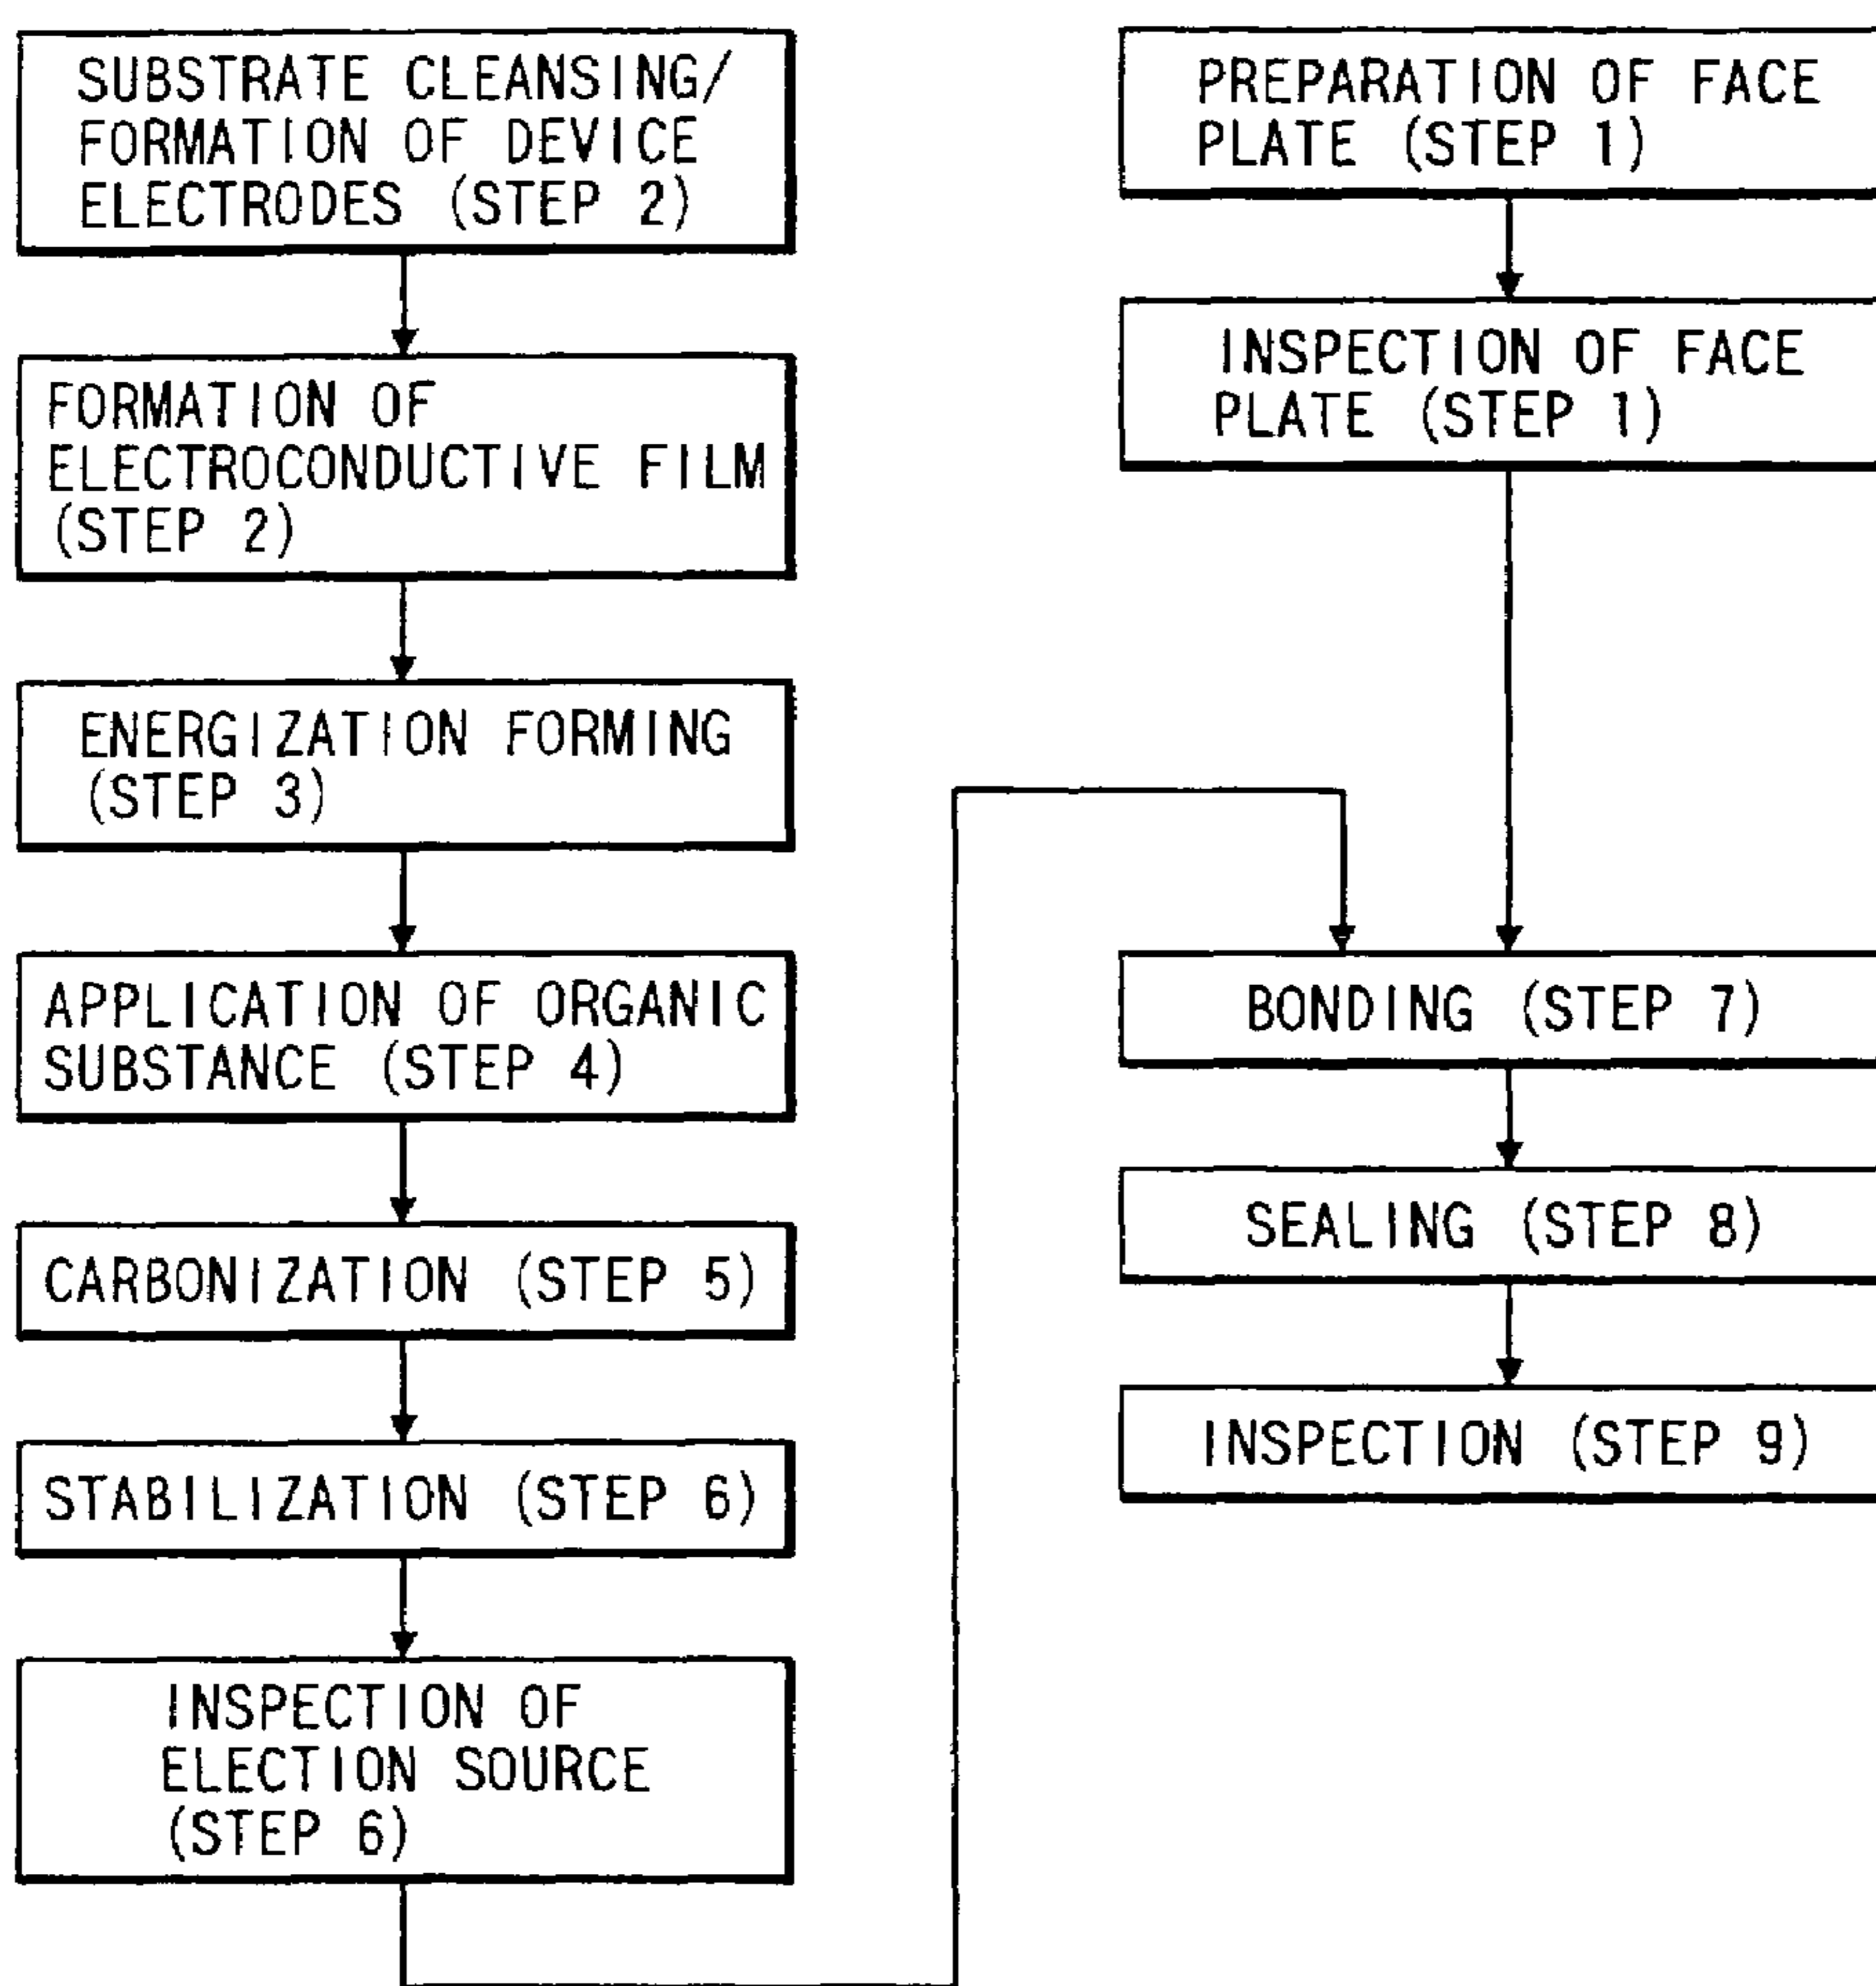 SUBSTRATE CLEANSING/
FORMATION OF DEVICE
ELECTRODES (STEP 2)
FORMATION OF
ELECTROCONDUCTIVE FILM
(STEP 2)
ENERGIZATION FORMING
(STEP 3)
APPLICATION OF ORGANIC
SUBSTANCE (STEP 4)
CARBONIZATION (STEP 5)
STABILIZATION (STEP 6)
INSPECTION OF
ELECTION SOURCE
(STEP 6)
PREPARATION OF FACE
PLATE (STEP 1)
INSPECTION OF FACE
PLATE (STEP 1)
BONDING (STEP 7)
SEALING (STEP 8)
INSPECTION (STEP 9)